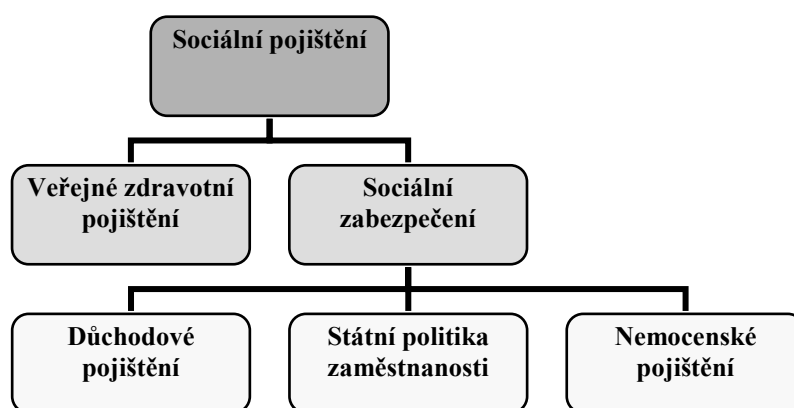 Sociální pojištění
Veřejné zdravotní
pojištění
Sociální
zabezpečení
Důchodové
pojištění
Státní politika
zaměstnanosti
Nemocenské
pojištění